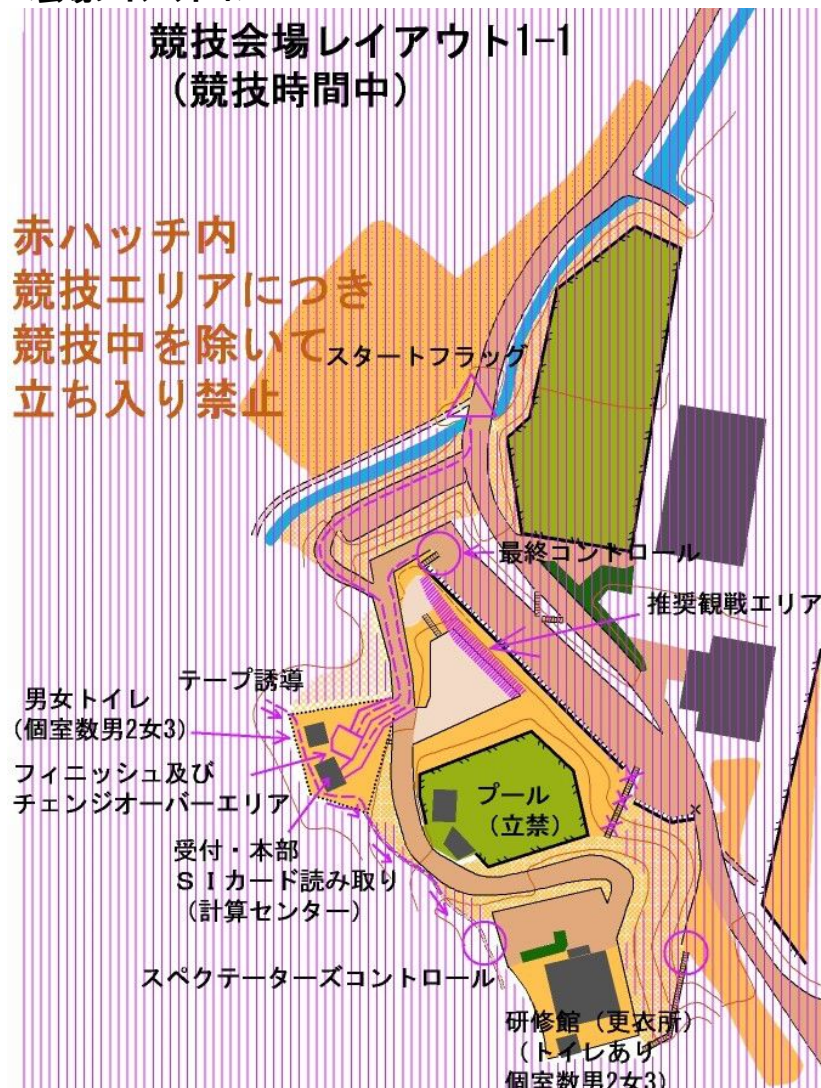 競技会場レイアウト1-1
（競技時間中）
赤ハッチ内
競技エリアにつき
競技中を除いて
立ち入り禁止
スタートフラッグ
最終コントロール
推奨観戦エリア
テープ誘導
男女トイレ
(個室数男2女3)
フィニッシュ及び
チェンジオーバーエリア
プール
（立禁）
受付・本部
ＳＩカード読み取り
（計算センター）
スペクテーターズコントロール
研修館（更衣所）
（トイレあり
個室数男2女3)